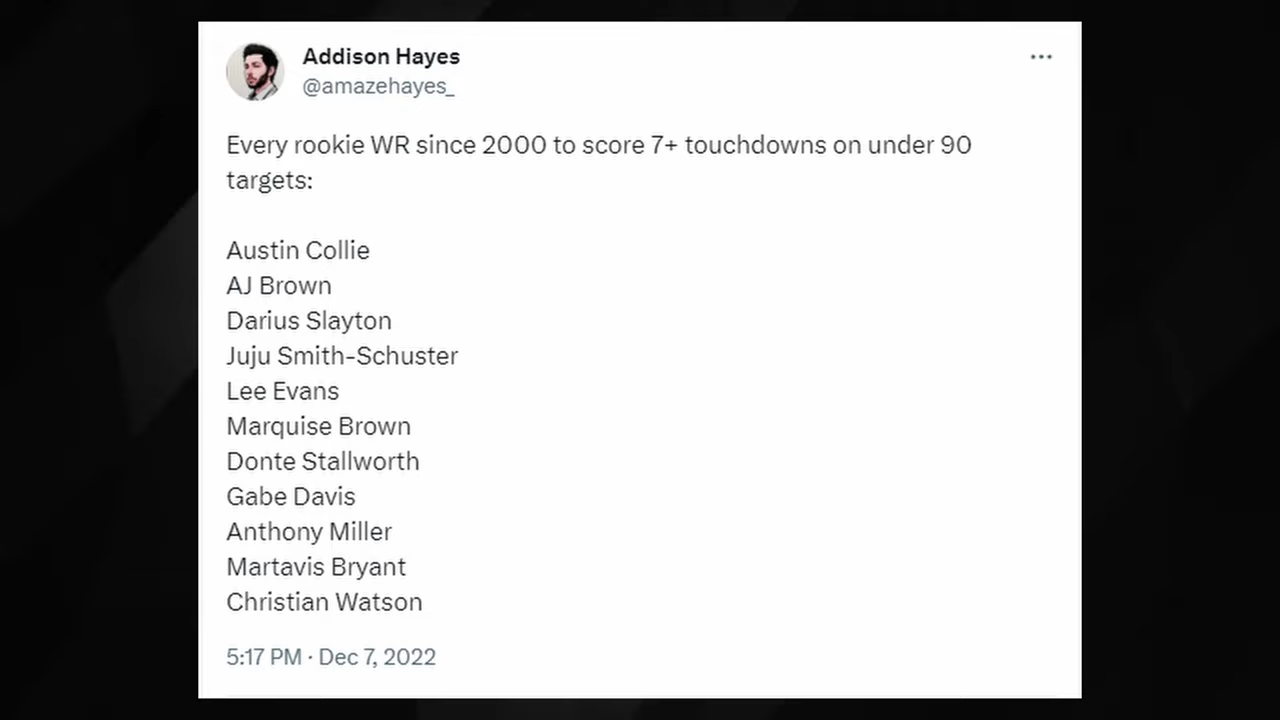 Addison Hayes
@amazehayes_
Every rookie WR since 2000 to score 7+ touchdowns on under 90
targets:
Austin Collie
AJ Brown
Darius Slayton
Juju Smith-Schuster
Lee Evans
Marquise Brown
Donte Stallworth
Gabe Davis
Anthony Miller
Martavis Bryant
Christian Watson
5:17 PM · Dec 7, 2022